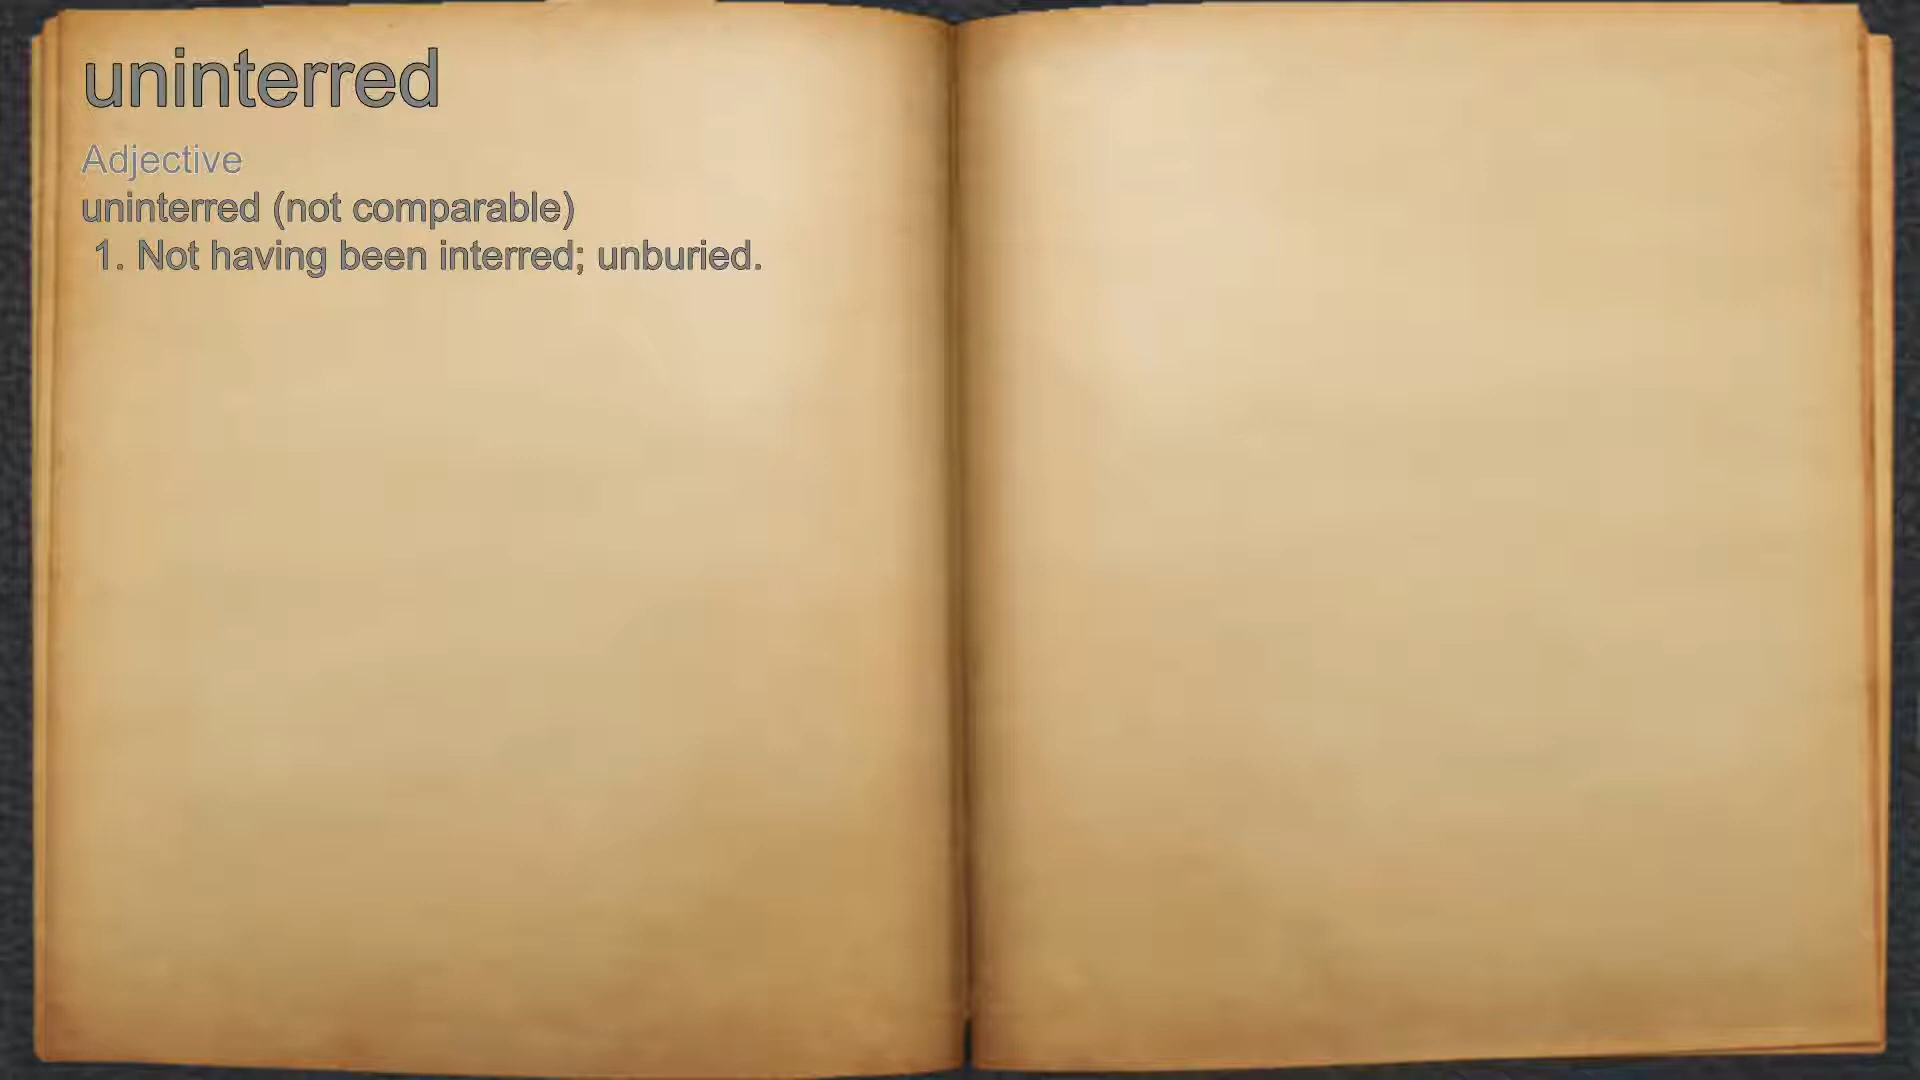 uninterred
Adjective
uninterred (not comparable)
1. Not having been interred; unburied.